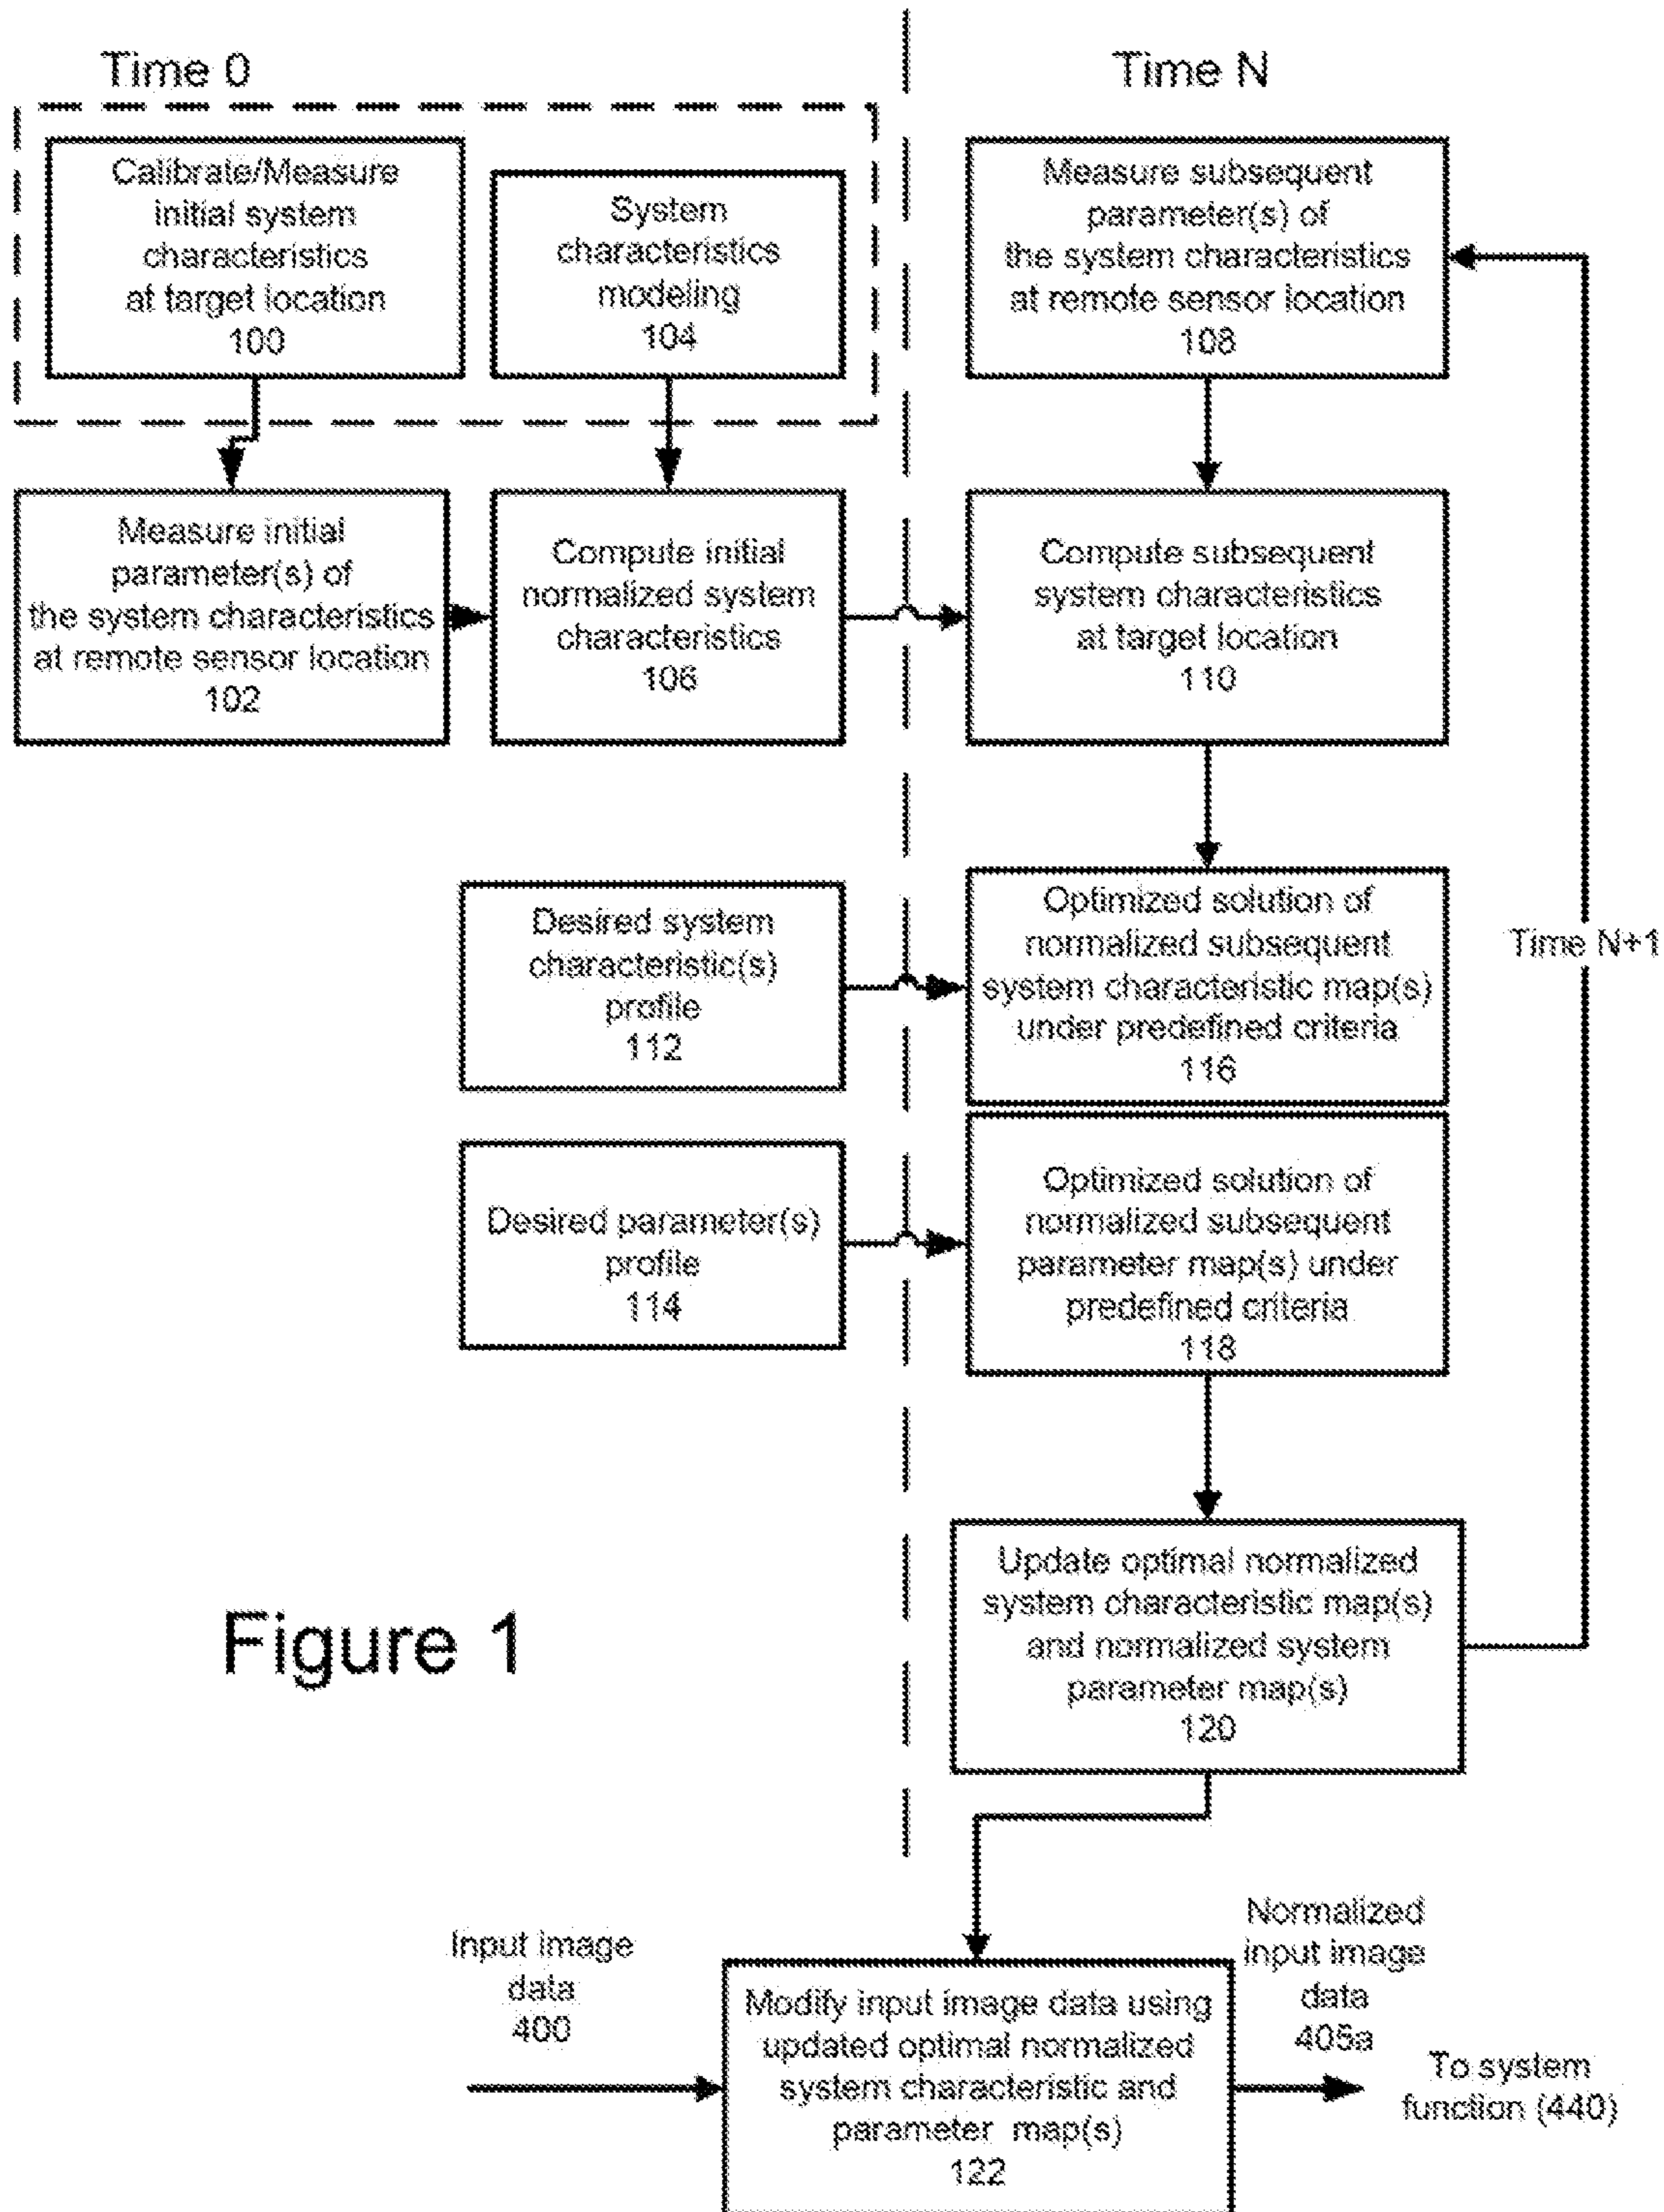 Time 0
Time N
Calibrate/Measure
initial system
characteristics
at target location
100
System
characteristics
modeling
104
Measure subsequent
parameter(s) of
the system characteristics
at remote sensor location
108
Measure initial
parameter(s) of
the system characteristics
at remote sensor location
102
Compute initial
normalized system
characteristics
106
Compute subsequent
system characteristics
at target location
110
Desired system
characteristic(s)
profile
112
Optimized solution of
normalized subsequent
system characteristic map(s)
under predefined criteria
116
Time N+1
Desired parameter(s)
profile
114
Optimized solution of
normalized subsequent
parameter map(s) under
predefined criteria
118
Update optimal normalized
system characteristic map(s)
and normalized system
parameter map(s)
120
Figure 1
Input image
data
400
Modify input image data using
updated optimal normalized
system characteristic and
parameter map(s)
122
Normalized
input image
data
405a
To system
function (440)